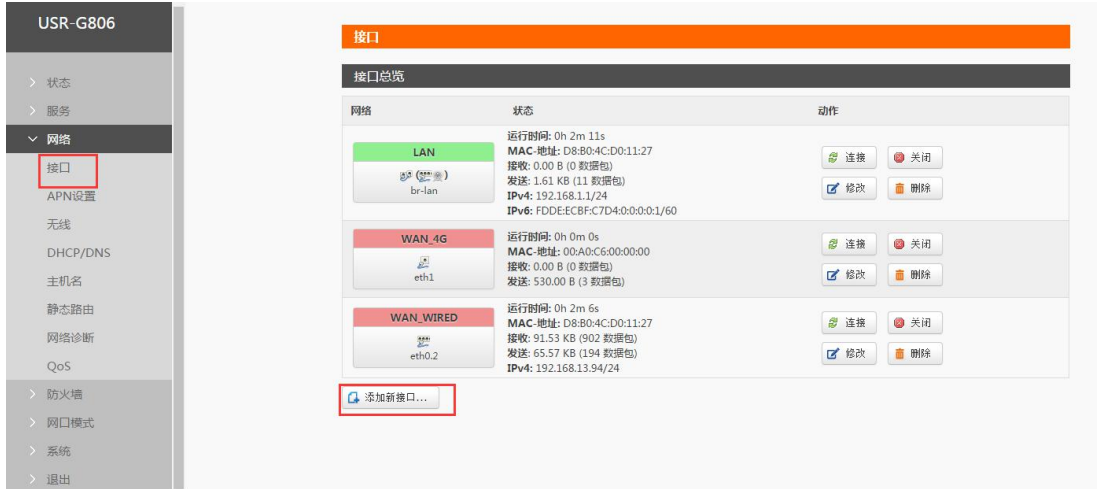 USR-G806
状态
服务
网络
接口
APN设置
无线
DHCP/DNS
主机名
静态路由
网络诊断
QoS
防火墙
网口模式
系统
退出
接口
接口总览
网络 状态 动作
LAN
br-lan
运行时间: 0h 2m 11s
MAC-地址: D8:B0:4C:D0:11:27
接收: 0.00 B (0 数据包)
发送: 1.61 KB (11 数据包)
IPv4: 192.168.1.1/24
IPv6: FDDE:ECBF:C7D4:0:0:0:0:1/60
连接 关闭
修改 删除
WAN_4G
eth1
运行时间: 0h 0m 0s
MAC-地址: 00:A0:C6:00:00:00
接收: 0.00 B (0 数据包)
发送: 530.00 B (3 数据包)
连接 关闭
修改 删除
WAN_WIRED
eth0.2
运行时间: 0h 2m 6s
MAC-地址: D8:B0:4C:D0:11:27
接收: 91.53 KB (902 数据包)
发送: 65.57 KB (194 数据包)
IPv4: 192.168.13.94/24
连接 关闭
修改 删除
添加新接口...